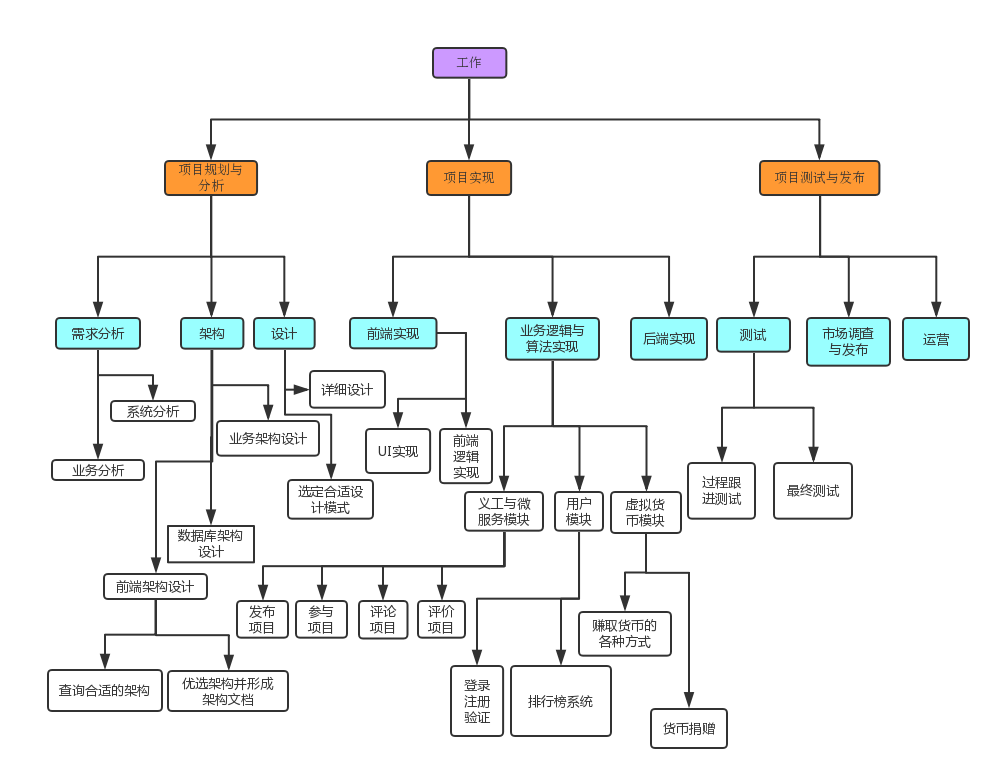 工作
项目规划与
分析
项目实现
项目测试与发布
需求分析
架构
设计
前端实现
业务逻辑与
算法实现
后端实现
测试
市场调查
与发布
运营
详细设计
系统分析
业务架构设计
UI实现
前端
逻辑
实现
业务分析
选定合适设
计模式
过程跟
进测试
最终测试
义工与微
服务模块
用户
模块
虚拟货
币模块
数据库架构
设计
前端架构设计
发布
项目
参与
项目
评论
项目
评价
项目
赚取货币的
各种方式
查询合适的架构
优选架构并形成
架构文档
登录
注册
验证
排行榜系统
货币捐赠